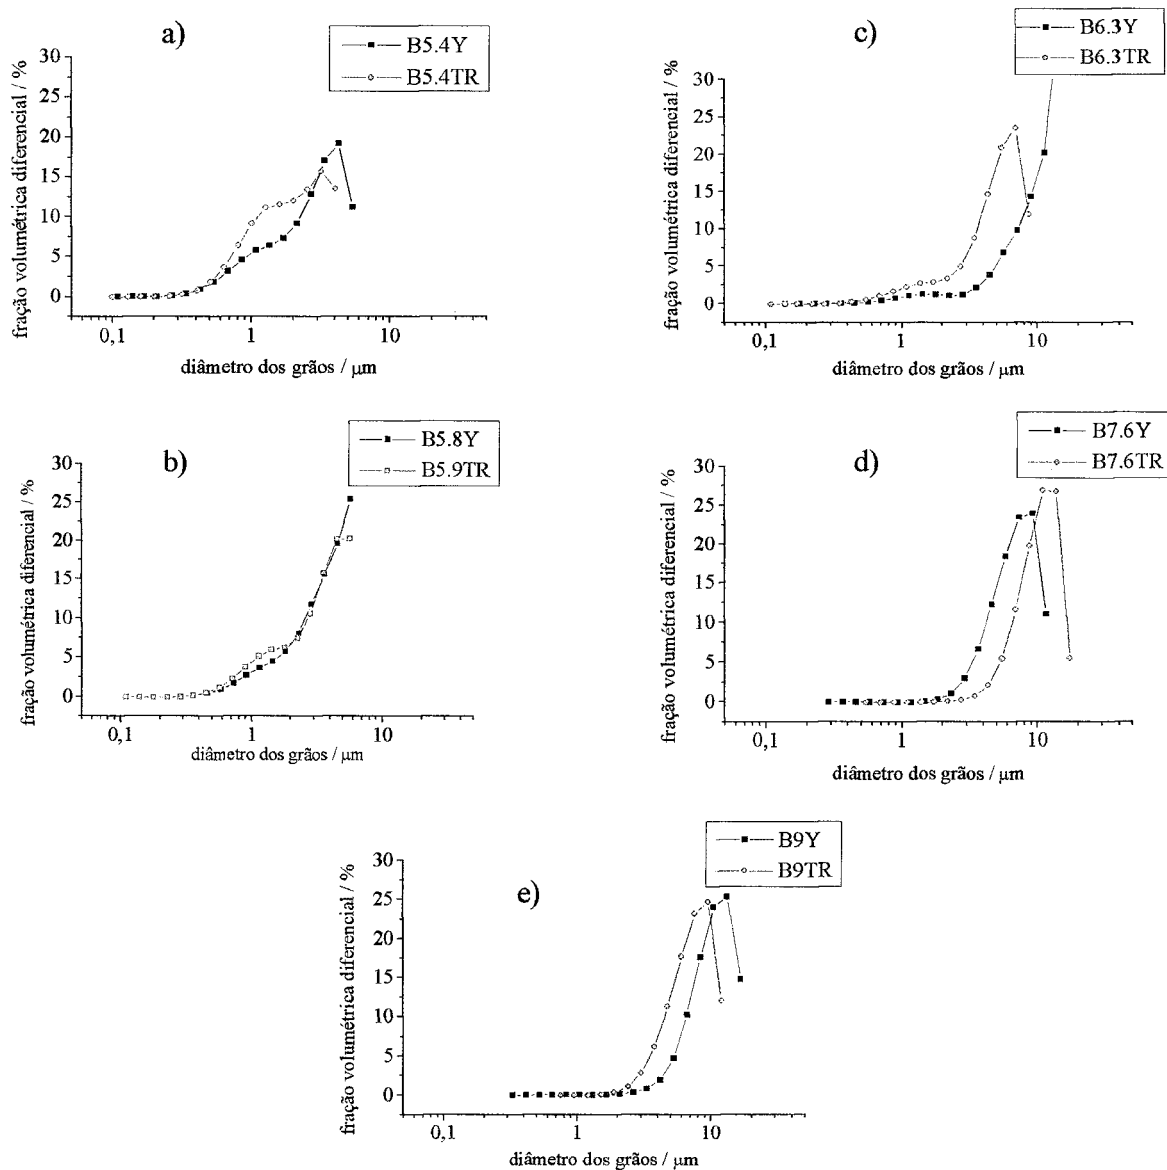 a)
B5.4Y
B5.4TR
fração volumétrica diferencial / %
30
25
20
15
10
5
0
0,1
1
10
diâmetro dos grãos / μm
c)
B6.3Y
B6.3TR
fração volumétrica diferencial / %
30
25
20
15
10
5
0
0,1
1
10
diâmetro dos grãos / μm
b)
B5.8Y
B5.9TR
fração volumétrica diferencial / %
30
25
20
15
10
5
0
0,1
1
10
diâmetro dos grãos / μm
d)
B7.6Y
B7.6TR
fração volumétrica diferencial / %
30
25
20
15
10
5
0
0,1
1
10
diâmetro dos grãos / μm
e)
B9Y
B9TR
fração volumétrica diferencial / %
30
25
20
15
10
5
0
0,1
1
10
diâmetro dos grãos / μm